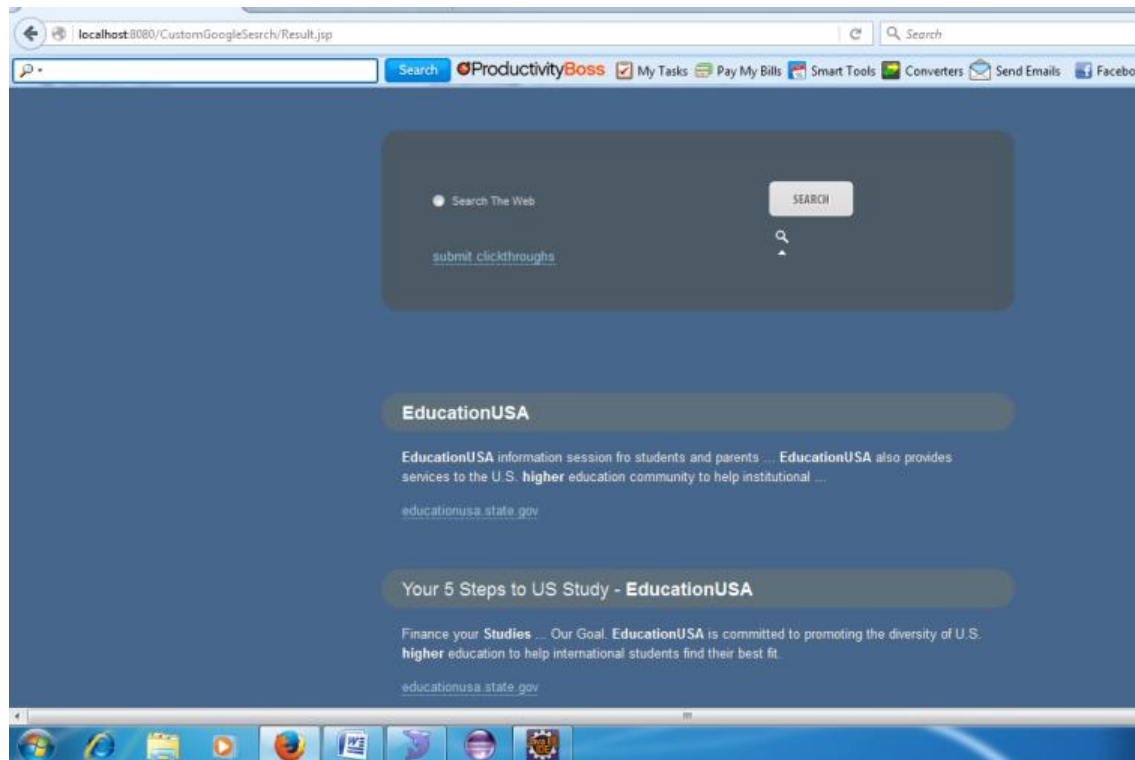 localhost:8080/CustomGoogleSesrch/Result.jsp
Search
Search ProductivityBoss My Tasks Pay My Bills Smart Tools Converters Send Emails Facebo
Search The Web
SEARCH
submit clickthroughs
EducationUSA
EducationUSA information session fro students and parents ... EducationUSA also provides
services to the U.S. higher education community to help institutional ...
educationusa.state.gov
Your 5 Steps to US Study - EducationUSA
Finance your Studies ... Our Goal. EducationUSA is committed to promoting the diversity of U.S.
higher education to help international students find their best fit.
educationusa.state.gov